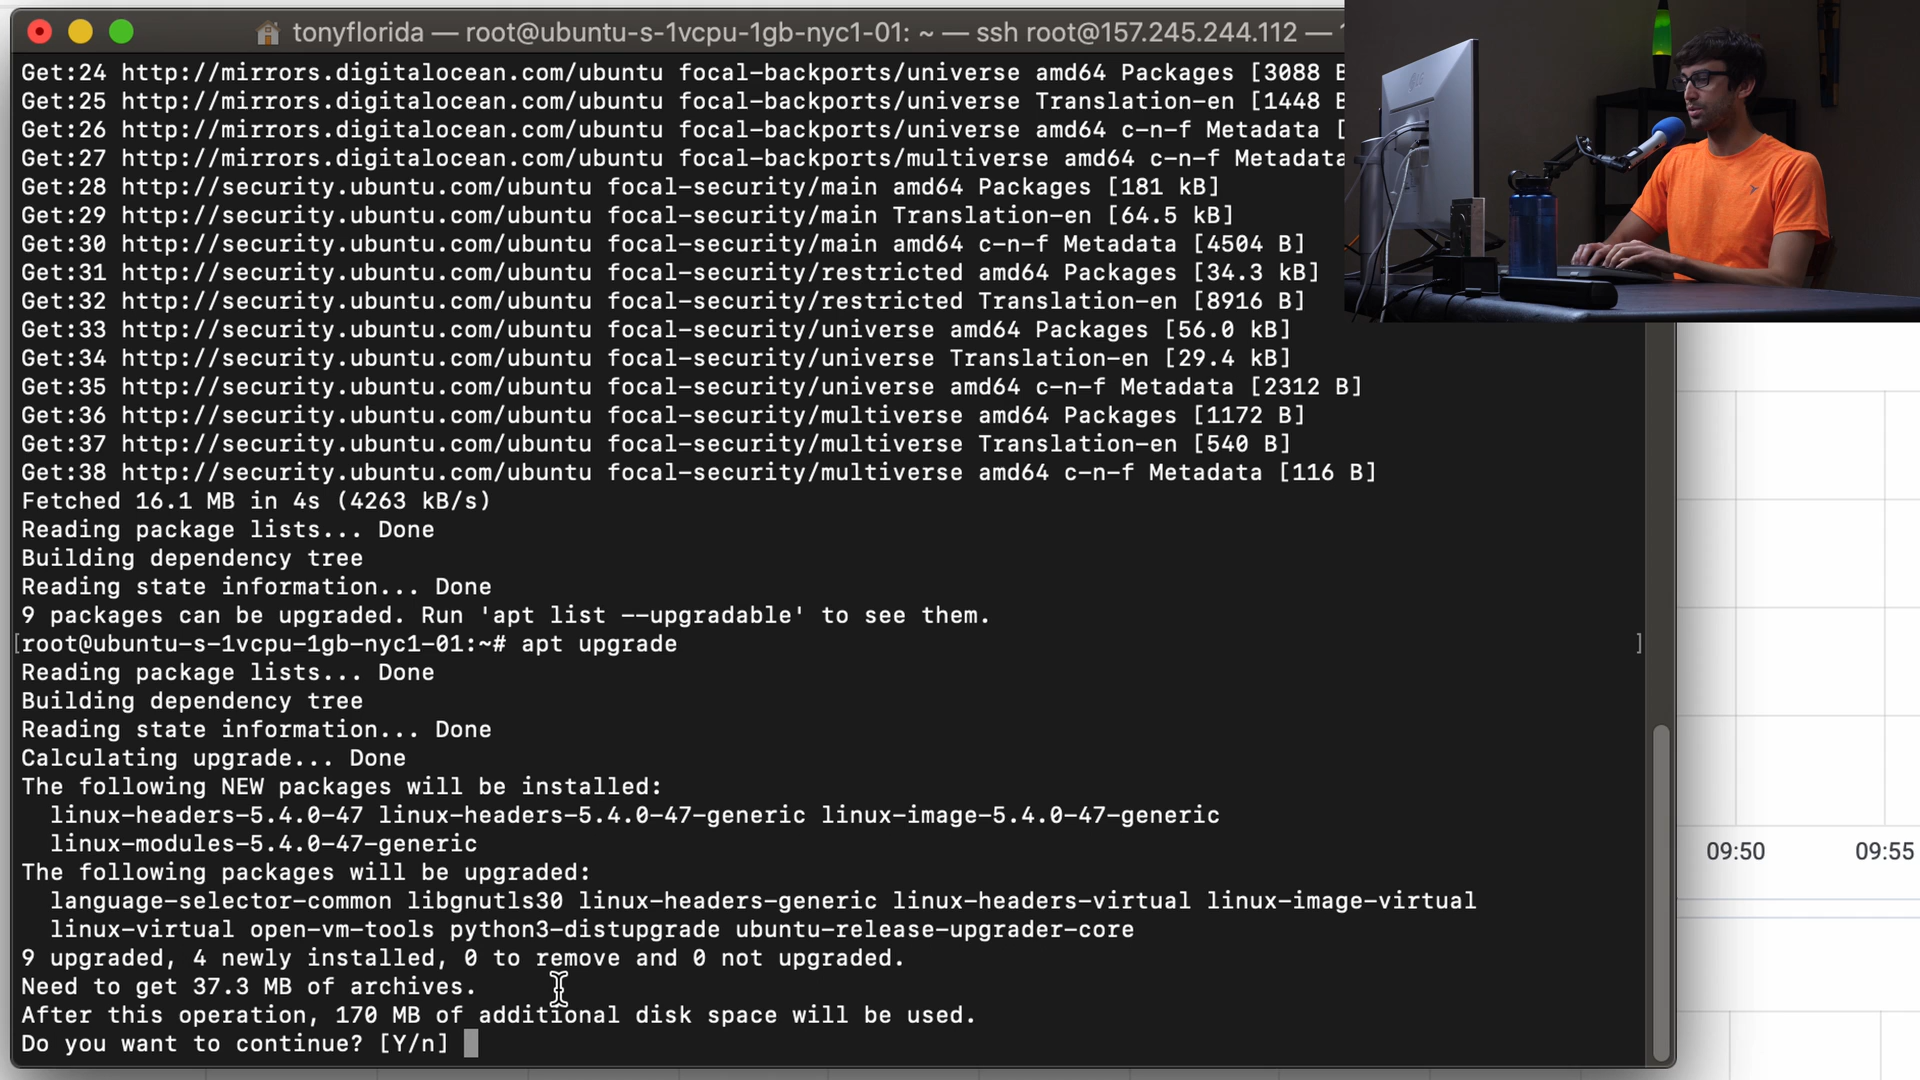 tonyflorida — root@ubuntu-s-1vcpu-1gb-nyc1-01: ~ — ssh root@157.245.244.112 —
Get:24 http://mirrors.digitalocean.com/ubuntu focal-backports/universe amd64 Packages [3088 B
Get:25 http://mirrors.digitalocean.com/ubuntu focal-backports/universe Translation-en [1448 B
Get:26 http://mirrors.digitalocean.com/ubuntu focal-backports/universe amd64 c-n-f Metadata [
Get:27 http://mirrors.digitalocean.com/ubuntu focal-backports/multiverse amd64 c-n-f Metadata
Get:28 http://security.ubuntu.com/ubuntu focal-security/main amd64 Packages [181 kB]
Get:29 http://security.ubuntu.com/ubuntu focal-security/main Translation-en [64.5 kB]
Get:30 http://security.ubuntu.com/ubuntu focal-security/main amd64 c-n-f Metadata [4504 B]
Get:31 http://security.ubuntu.com/ubuntu focal-security/restricted amd64 Packages [34.3 kB]
Get:32 http://security.ubuntu.com/ubuntu focal-security/restricted Translation-en [8916 B]
Get:33 http://security.ubuntu.com/ubuntu focal-security/universe amd64 Packages [56.0 kB]
Get:34 http://security.ubuntu.com/ubuntu focal-security/universe Translation-en [29.4 kB]
Get:35 http://security.ubuntu.com/ubuntu focal-security/universe amd64 c-n-f Metadata [2312 B]
Get:36 http://security.ubuntu.com/ubuntu focal-security/multiverse amd64 Packages [1172 B]
Get:37 http://security.ubuntu.com/ubuntu focal-security/multiverse Translation-en [540 B]
Get:38 http://security.ubuntu.com/ubuntu focal-security/multiverse amd64 c-n-f Metadata [116 B]
Fetched 16.1 MB in 4s (4263 kB/s)
Reading package lists... Done
Building dependency tree
Reading state information... Done
9 packages can be upgraded. Run 'apt list --upgradable' to see them.
[root@ubuntu-s-1vcpu-1gb-nyc1-01:~# apt upgrade ]
Reading package lists... Done
Building dependency tree
Reading state information... Done
Calculating upgrade... Done
The following NEW packages will be installed:
linux-headers-5.4.0-47 linux-headers-5.4.0-47-generic linux-image-5.4.0-47-generic
linux-modules-5.4.0-47-generic
The following packages will be upgraded:
language-selector-common libgnutls30 linux-headers-generic linux-headers-virtual linux-image-virtual
linux-virtual open-vm-tools python3-distupgrade ubuntu-release-upgrader-core
9 upgraded, 4 newly installed, 0 to remove and 0 not upgraded.
Need to get 37.3 MB of archives.
After this operation, 170 MB of additional disk space will be used.
Do you want to continue? [Y/n]
09:50 09:55